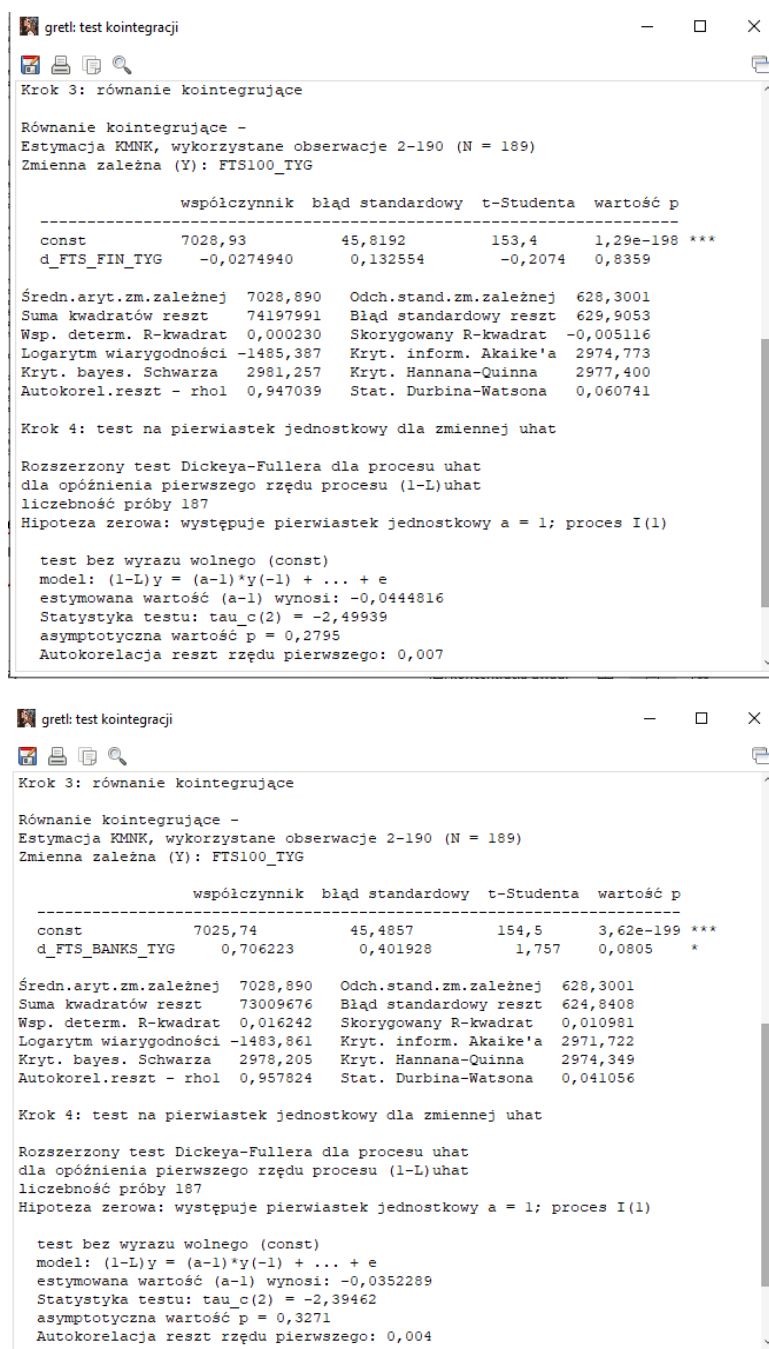 gretl: test kointegracji
Krok 3: równanie kointegrujące
Równanie kointegrujące -
Estymacja KMNK, wykorzystane obserwacje 2-190 (N = 189)
Zmienna zależna (Y): FTS100_TYG
współczynnik błąd standardowy t-Studenta wartość p
const 7028,93 45,8192 153,4 1,29e-198 ***
d_FTS_FIN_TYG -0,0274940 0,132554 -0,2074 0,8359
Średn.aryt.zm.zależnej 7028,890 Odch.stand.zm.zależnej 628,3001
Suma kwadratów reszt 74197991 Błąd standardowy reszt 629,9053
Wsp. determ. R-kwadrat 0,000230 Skorygowany R-kwadrat -0,005116
Logarytm wiarygodności -1485,387 Kryt. inform. Akaike'a 2974,773
Kryt. bayes. Schwarza 2981,257 Kryt. Hannana-Quinna 2977,400
Autokorel.reszt - rho1 0,947039 Stat. Durbina-Watsona 0,060741
Krok 4: test na pierwiastek jednostkowy dla zmiennej uhat
Rozszerzony test Dickeya-Fullera dla procesu uhat
dla opóźnienia pierwszego rzędu procesu (1-L)uhat
liczebność próby 187
Hipoteza zerowa: występuje pierwiastek jednostkowy a = 1; proces I(1)
test bez wyrazu wolnego (const)
model: (1-L)y = (a-1)*y(-1) + ... + e
estymowana wartość (a-1) wynosi: -0,0444816
Statystyka testu: tau_c(2) = -2,49939
asymptotyczna wartość p = 0,2795
Autokorelacja reszt rzędu pierwszego: 0,007
gretl: test kointegracji
Krok 3: równanie kointegrujące
Równanie kointegrujące -
Estymacja KMNK, wykorzystane obserwacje 2-190 (N = 189)
Zmienna zależna (Y): FTS100_TYG
współczynnik błąd standardowy t-Studenta wartość p
const 7025,74 45,4857 154,5 3,62e-199 ***
d_FTS_BANKS_TYG 0,706223 0,401928 1,757 0,0805 *
Średn.aryt.zm.zależnej 7028,890 Odch.stand.zm.zależnej 628,3001
Suma kwadratów reszt 73009676 Błąd standardowy reszt 624,8408
Wsp. determ. R-kwadrat 0,016242 Skorygowany R-kwadrat 0,010981
Logarytm wiarygodności -1483,861 Kryt. inform. Akaike'a 2971,722
Kryt. bayes. Schwarza 2978,205 Kryt. Hannana-Quinna 2974,349
Autokorel.reszt - rho1 0,957824 Stat. Durbina-Watsona 0,041056
Krok 4: test na pierwiastek jednostkowy dla zmiennej uhat
Rozszerzony test Dickeya-Fullera dla procesu uhat
dla opóźnienia pierwszego rzędu procesu (1-L)uhat
liczebność próby 187
Hipoteza zerowa: występuje pierwiastek jednostkowy a = 1; proces I(1)
test bez wyrazu wolnego (const)
model: (1-L)y = (a-1)*y(-1) + ... + e
estymowana wartość (a-1) wynosi: -0,0352289
Statystyka testu: tau_c(2) = -2,39462
asymptotyczna wartość p = 0,3271
Autokorelacja reszt rzędu pierwszego: 0,004